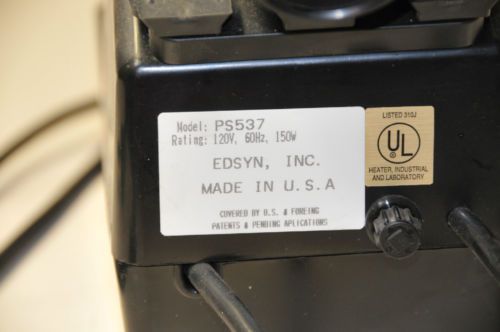 Model: PS537
Rating: 120V, 60Hz, 150W
EDSYN, INC.
MADE IN U.S.A
COVERED BY U.S. & FOREING
PATENTS & PENDING APLICATIONS
LISTED 310J
UL
HEATER, INDUSTRIAL
AND LABORATORY